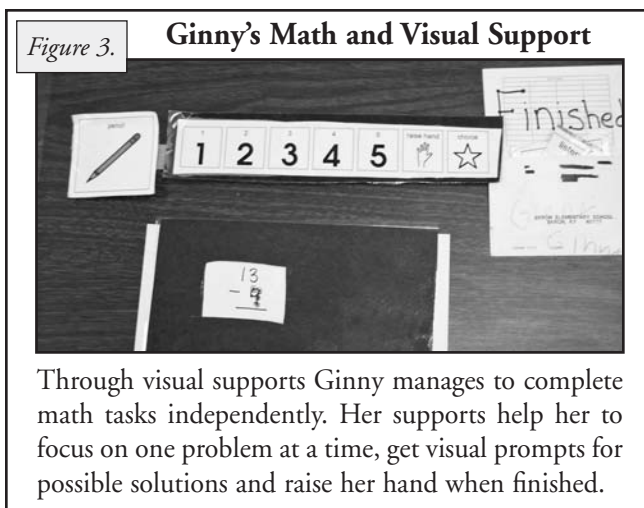 Figure 3.
Ginny's Math and Visual Support
pencil
1 2 3 4 5 raise hand choice
1 2 3 4 5
Finished
Enter
13
-
Through visual supports Ginny manages to complete
math tasks independently. Her supports help her to
focus on one problem at a time, get visual prompts for
possible solutions and raise her hand when finished.